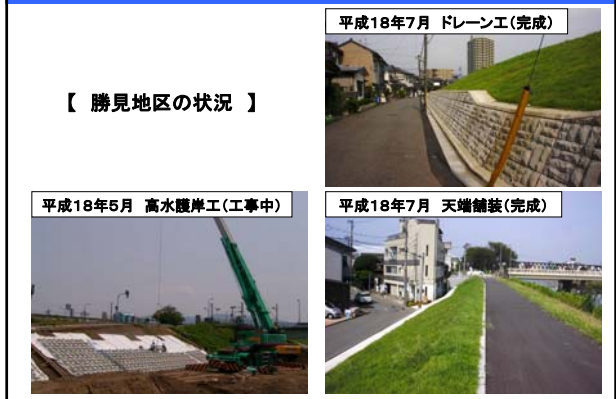 平成18年7月 ドレーン工(完成)
【 勝見地区の状況 】
平成18年5月 高水護岸工(工事中)
平成18年7月 天端舗装(完成)